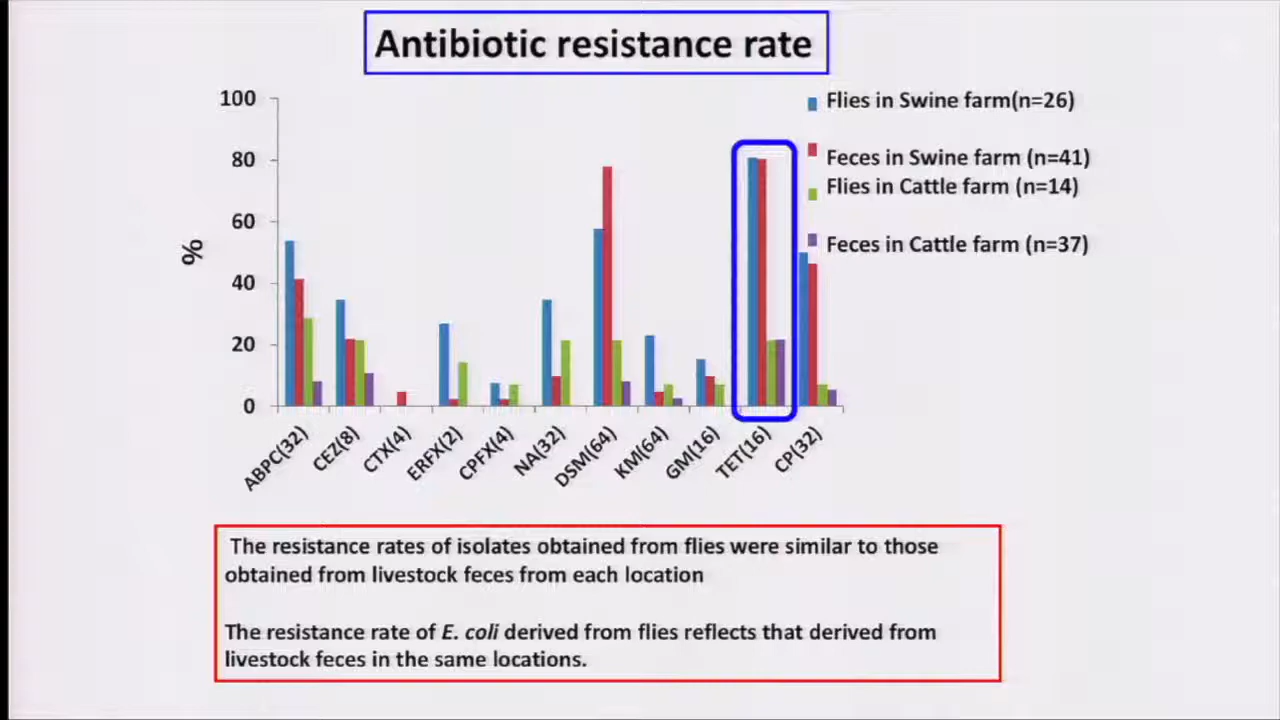 Antibiotic resistance rate
100
80
60
40
20
0
%
Flies in Swine farm(n=26)
Feces in Swine farm (n=41)
Flies in Cattle farm (n=14)
Feces in Cattle farm (n=37)
ABPC(32)
CEZ(8)
CTX(4)
ERFX(2)
CPFX(4)
NA(32)
DSM(64)
KM(64)
GM(16)
TET(16)
CP(32)
The resistance rates of isolates obtained from flies were similar to those
obtained from livestock feces from each location
The resistance rate of E. coli derived from flies reflects that derived from
livestock feces in the same locations.